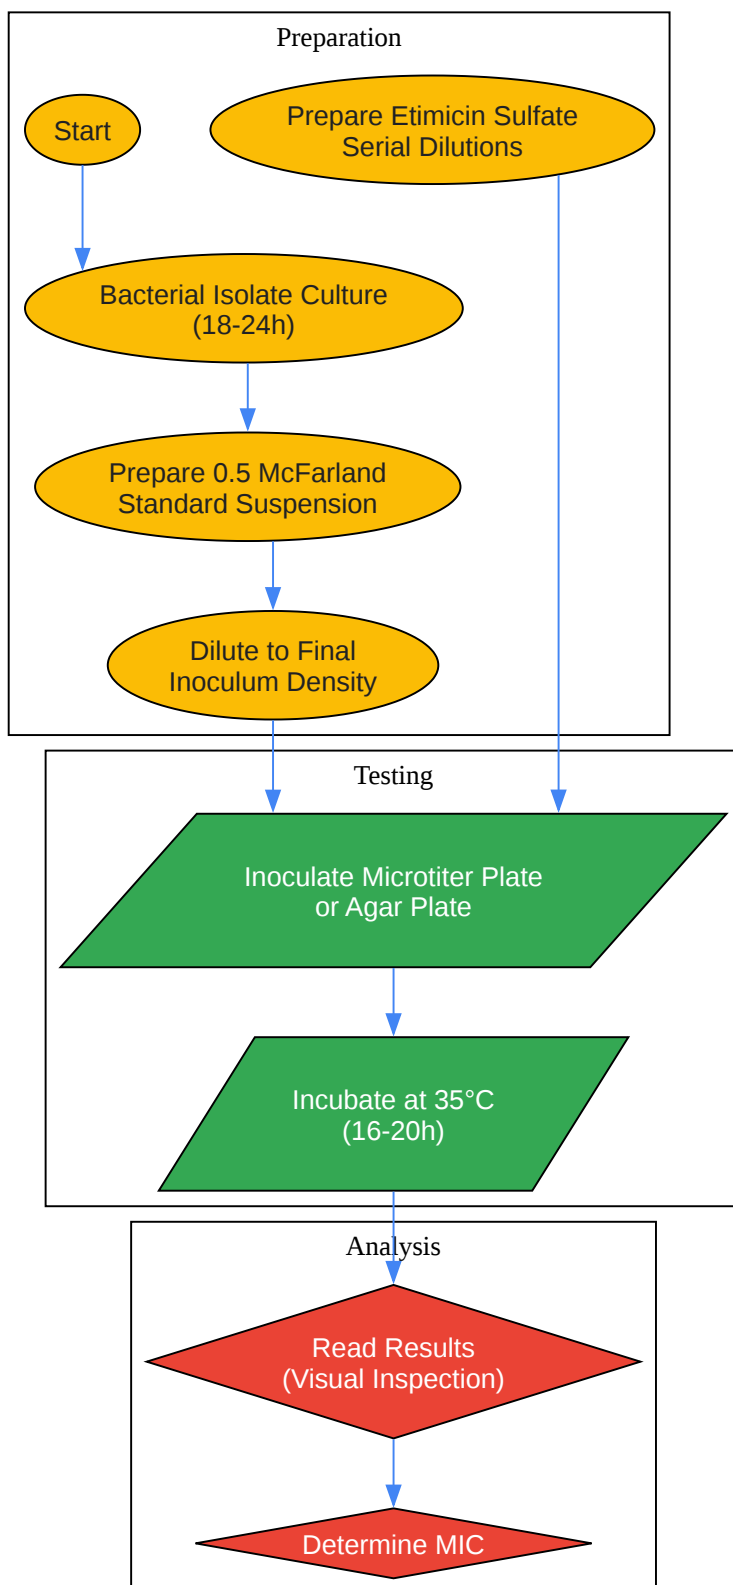 Preparation
Start
Prepare Etimicin Sulfate
Serial Dilutions
Bacterial Isolate Culture
(18-24h)
Prepare 0.5 McFarland
Standard Suspension
Dilute to Final
Inoculum Density
Testing
Inoculate Microtiter Plate
or Agar Plate
Incubate at 35°C
(16-20h)
Analysis
Read Results
(Visual Inspection)
Determine MIC